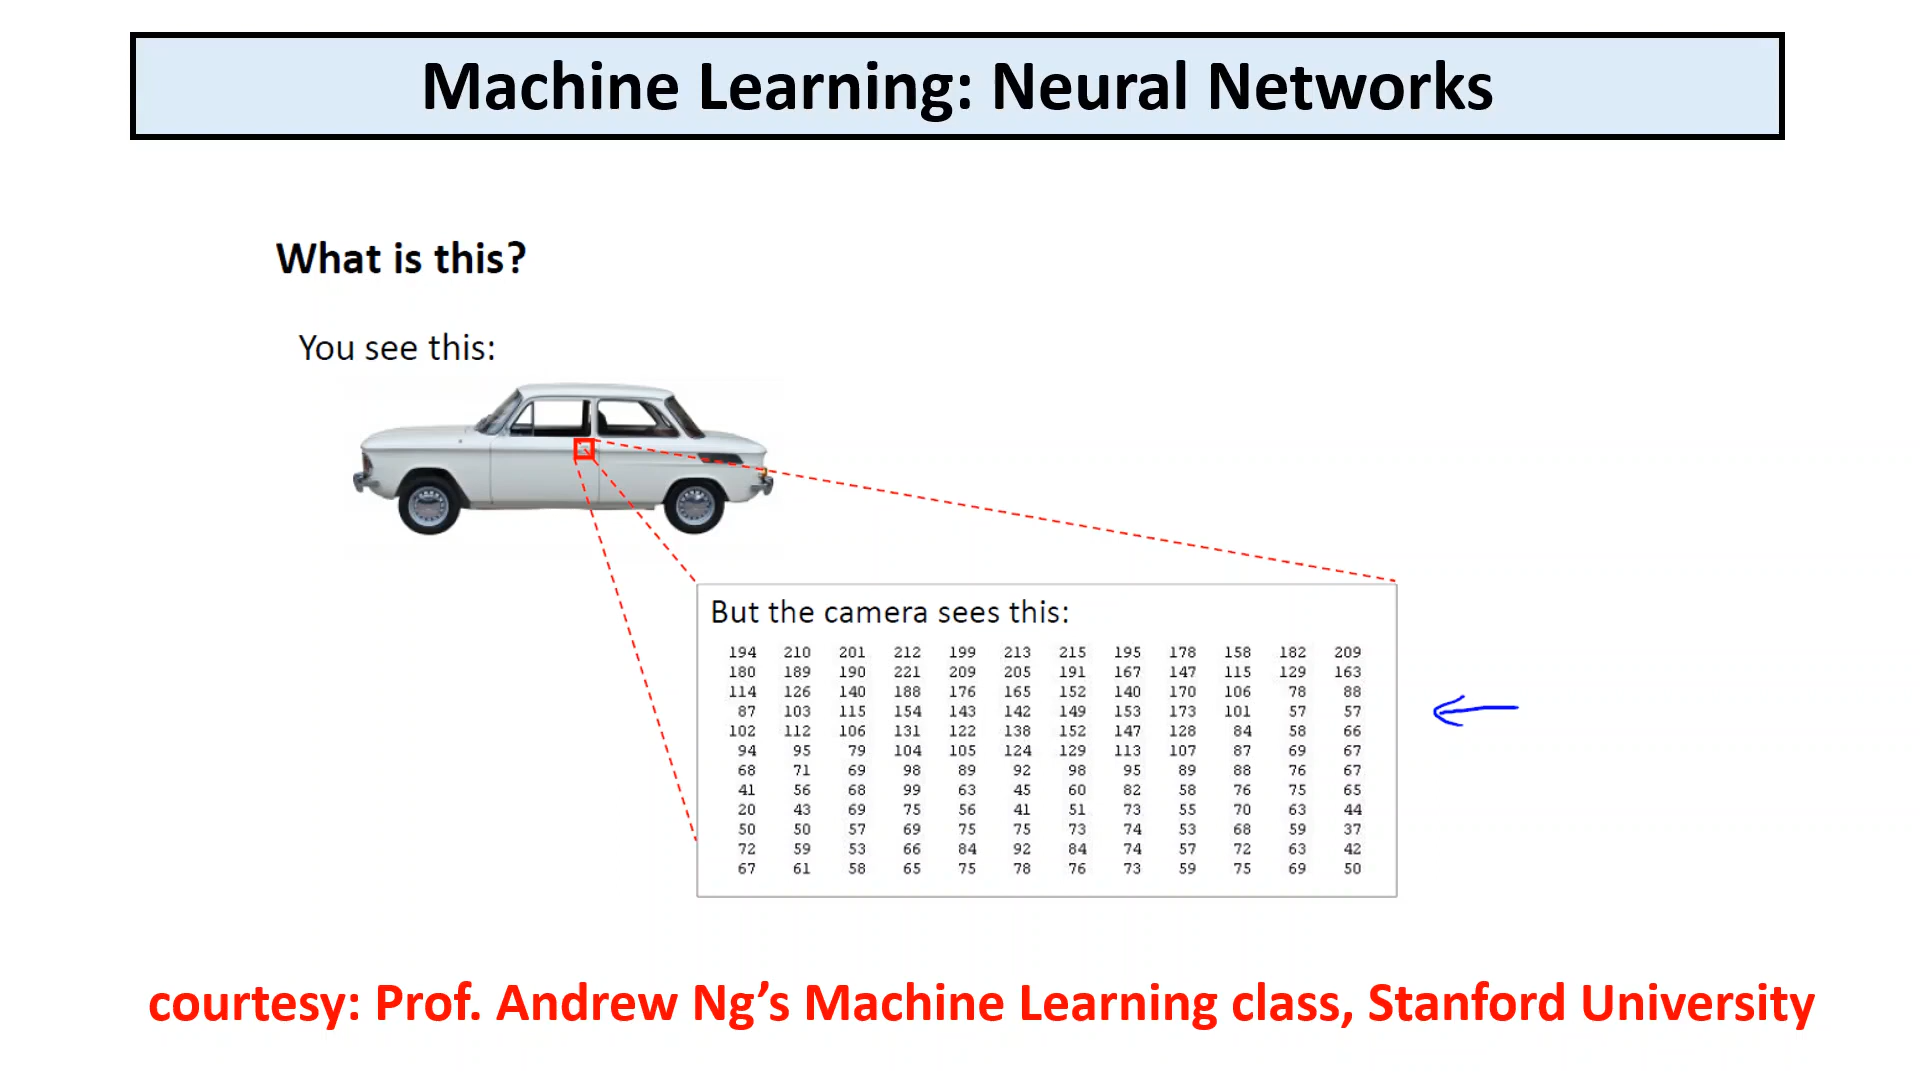 Machine Learning: Neural Networks
What is this?
You see this:
But the camera sees this:
194 210 201 212 199 213 215 195 178 158 182 209
180 189 190 221 209 205 191 167 147 115 129 163
114 126 140 188 176 165 152 140 170 106 78 88
87 103 115 154 143 142 149 153 173 101 57 57
102 112 106 131 122 138 152 147 128 84 58 66
94 95 79 104 105 124 129 113 107 87 69 67
68 71 69 98 89 92 98 95 89 88 76 67
41 56 68 99 63 45 60 82 58 76 75 65
20 43 69 75 56 41 51 73 55 70 63 44
50 50 57 69 75 75 73 74 53 68 59 37
72 59 53 66 84 92 84 74 57 72 63 42
67 61 58 65 75 78 76 73 59 75 69 50
courtesy: Prof. Andrew Ng’s Machine Learning class, Stanford University